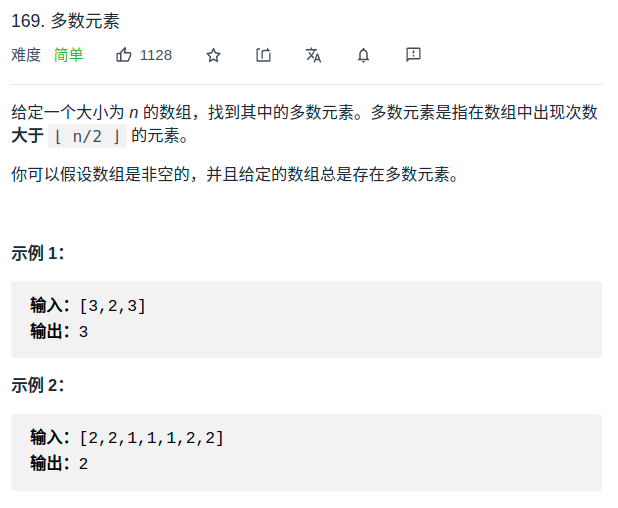 169. 多数元素
难度 简单 1128
给定一个大小为 n 的数组，找到其中的多数元素。多数元素是指在数组中出现次数
大于 ⌊ n/2 ⌋ 的元素。
你可以假设数组是非空的，并且给定的数组总是存在多数元素。
示例 1：
输入：[3,2,3]
输出：3
示例 2：
输入：[2,2,1,1,1,2,2]
输出：2